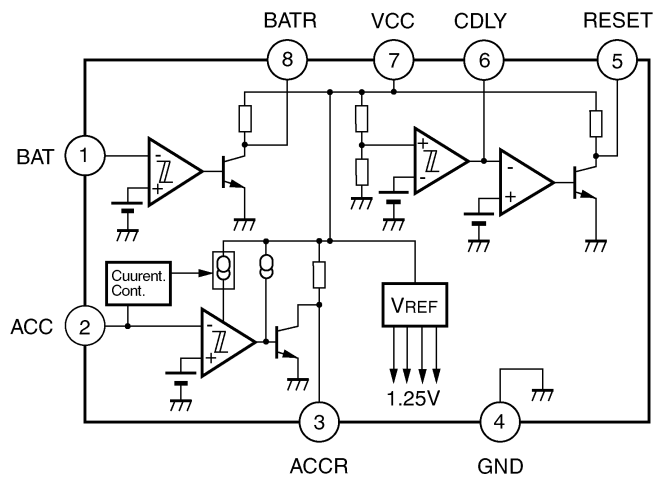 BATR VCC CDLY RESET
8 7 6 5
BAT 1
- + + - - +
Cuurent.
Cont.
ACC 2
- +
VREF
1.25V
3 4
ACCR GND